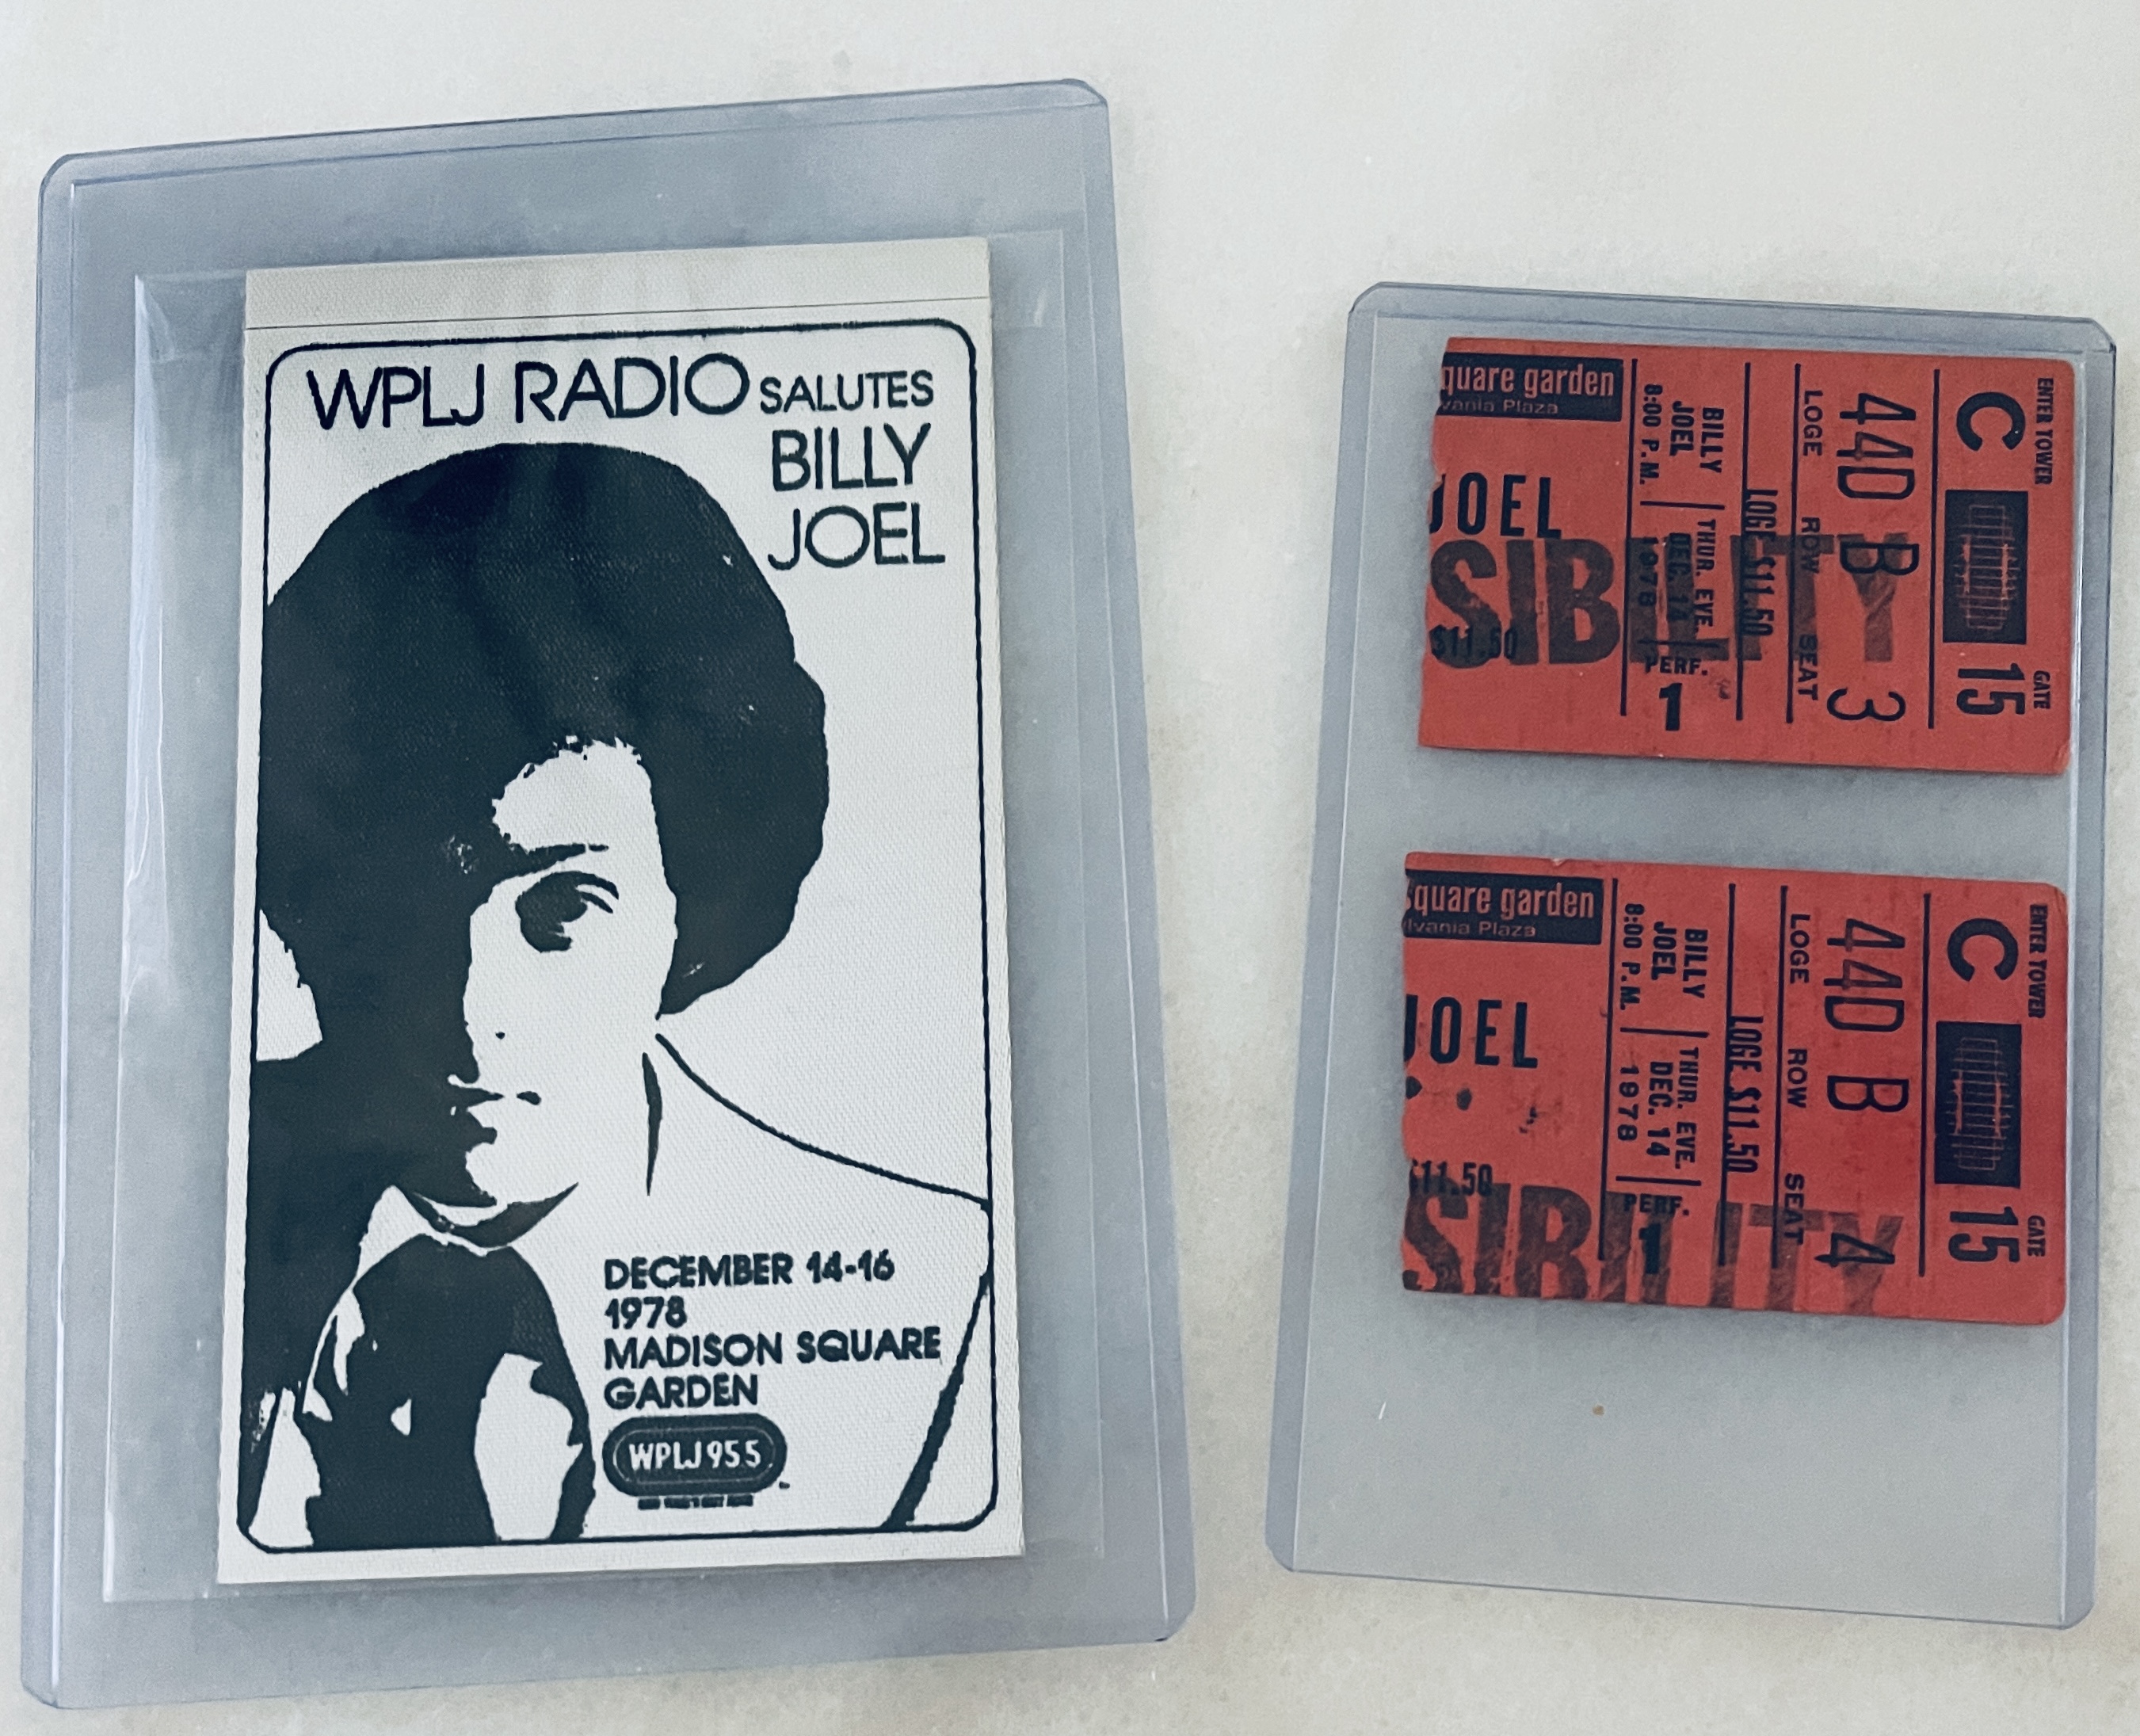 WPLJ RADIO SALUTES
BILLY
JOEL
DECEMBER 14-16
1978
MADISON SQUARE
GARDEN
WPLJ 95 5
quare garden
vania Plaza
JOEL
SIBILITY
$11.50
BILLY
JOEL
8:00 P.M.
THUR. EVE.
DEC. 14
1978
PERF.
1
LOGE $11.50
LOGE ROW SEAT
44D B 3
C 15
ENTER TOWER GATE
square garden
lvania Plaza
JOEL
$11.50
SIBILITY
BILLY
JOEL
8:00 P.M.
THUR. EVE.
DEC. 14
1978
PERF.
1
LOGE $11.50
LOGE ROW SEAT
44D B 4
C 15
ENTER TOWER GATE